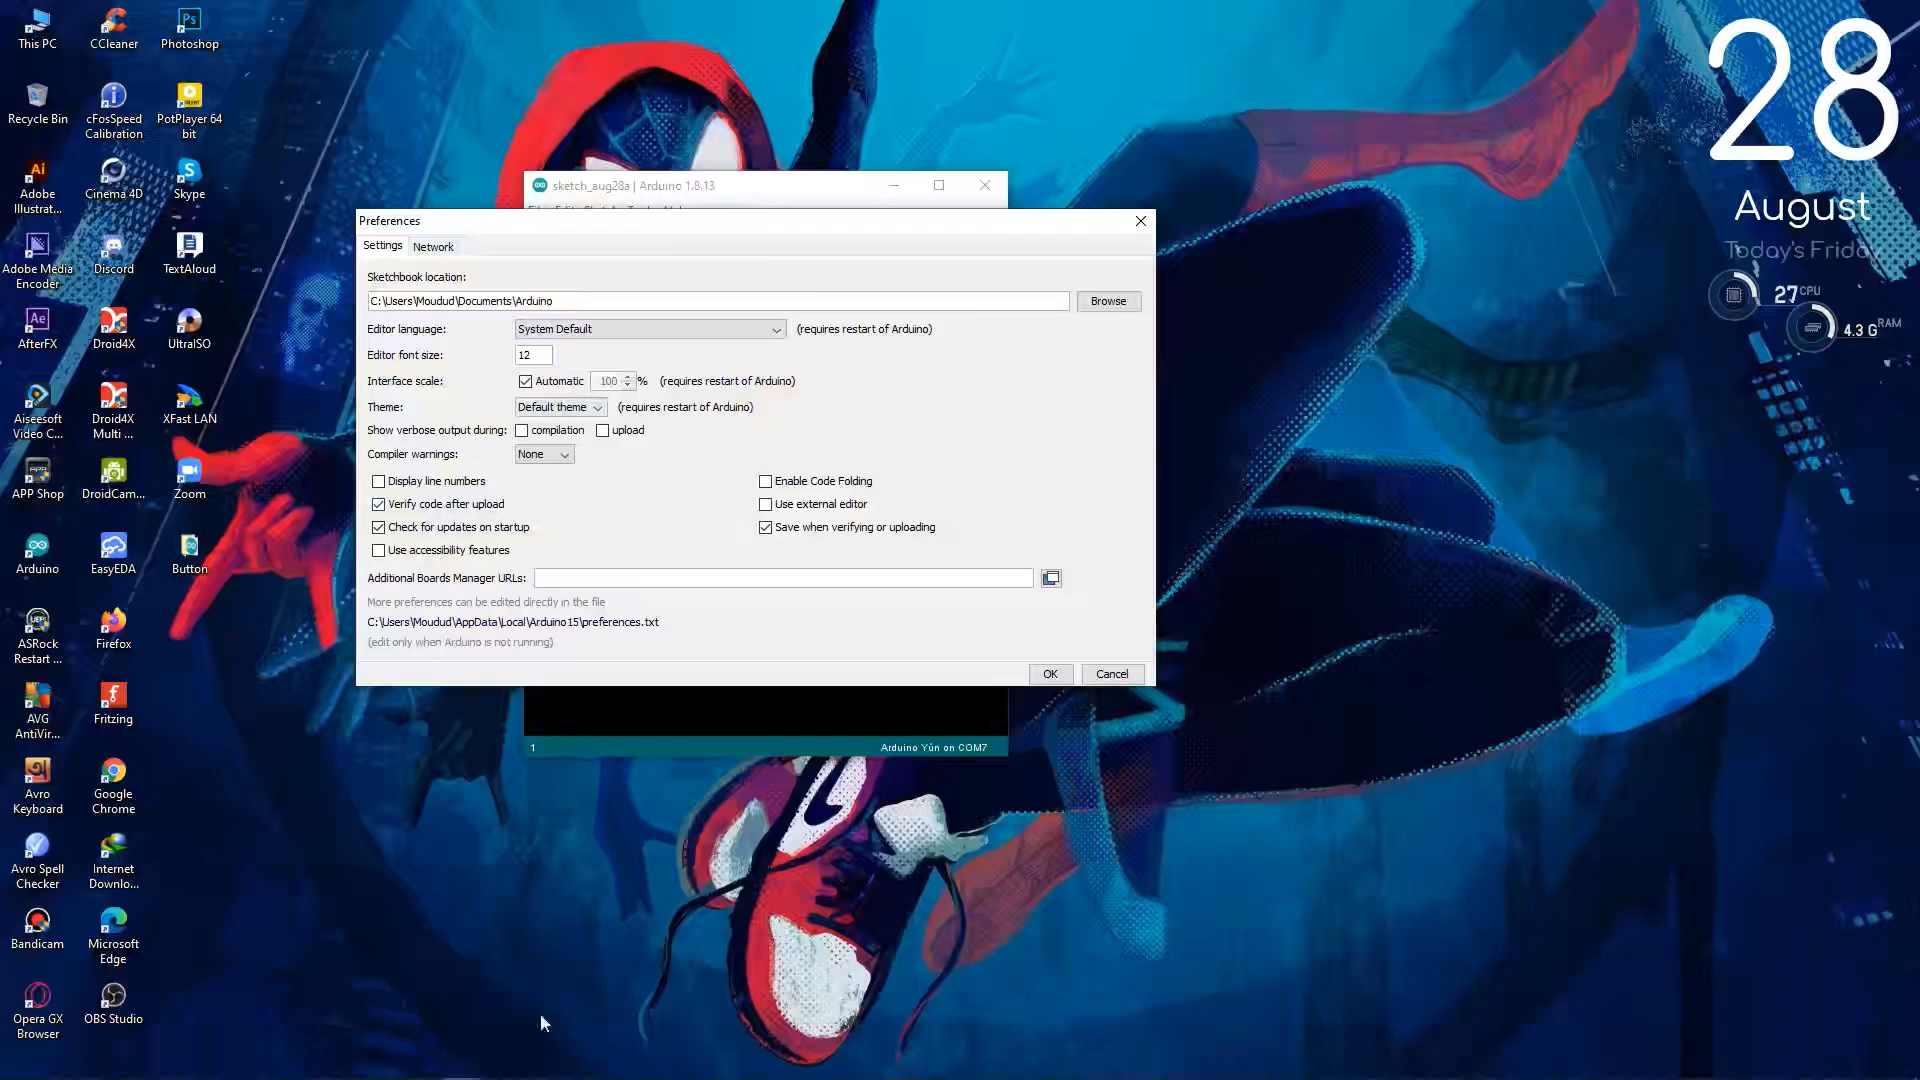 This PC
CCleaner
Photoshop
Recycle Bin
cFosSpeed
Calibration
PotPlayer 64
bit
Adobe
Illustrat...
Cinema 4D
Skype
Adobe Media
Encoder
Discord
TextAloud
AfterFX
Droid4X
UltraISO
Aiseesoft
Video C...
Droid4X
Multi ...
XFast LAN
APP Shop
DroidCam...
Zoom
Arduino
EasyEDA
Button
ASRock
Restart ...
Firefox
AVG
AntiVir...
Fritzing
Avro
Keyboard
Google
Chrome
Avro Spell
Checker
Internet
Downlo...
Bandicam
Microsoft
Edge
Opera GX
Browser
OBS Studio
sketch_aug28a | Arduino 1.8.13
Preferences
Settings
Network
Sketchbook location:
C:\Users\Moudud\Documents\Arduino
Browse
Editor language:
System Default
(requires restart of Arduino)
Editor font size:
12
Interface scale:
Automatic
100
%
(requires restart of Arduino)
Theme:
Default theme
(requires restart of Arduino)
Show verbose output during:
compilation
upload
Compiler warnings:
None
Display line numbers
Enable Code Folding
Verify code after upload
Use external editor
Check for updates on startup
Save when verifying or uploading
Use accessibility features
Additional Boards Manager URLs:
More preferences can be edited directly in the file
C:\Users\Moudud\AppData\Local\Arduino15\preferences.txt
(edit only when Arduino is not running)
OK
Cancel
1
Arduino Yún on COM7
28
August
Today's Friday
27 CPU
4.3 G RAM